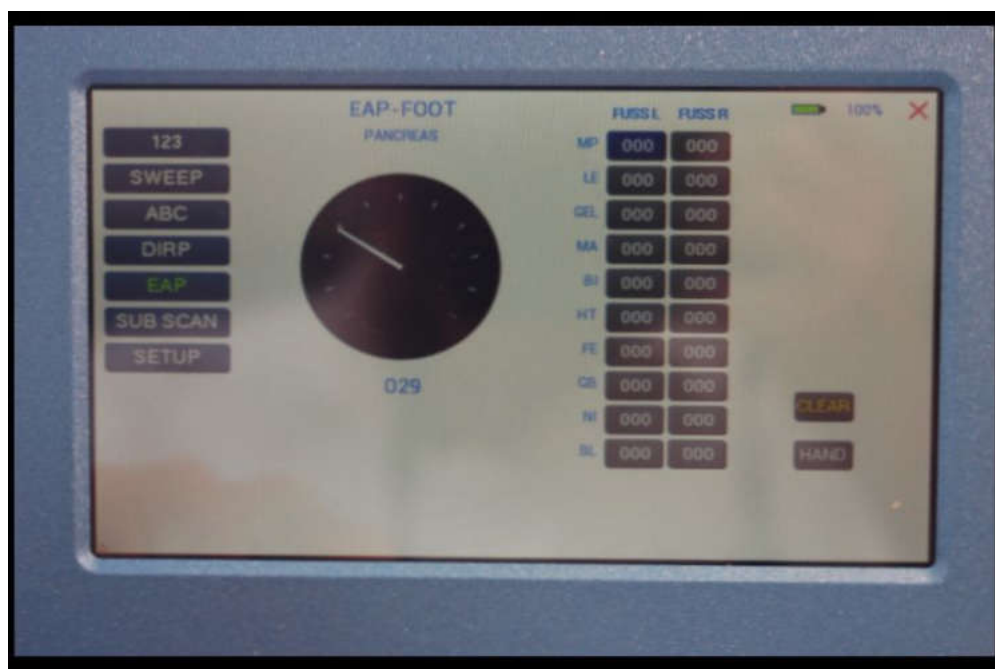 EAP-FOOT
PANCREAS
100%
123
SWEEP
ABC
DIRP
EAP
SUB SCAN
SETUP
029
FUSS L FUSS R
MP 000 000
LE 000 000
GEL 000 000
MA 000 000
BI 000 000
HT 000 000
FE 000 000
GB 000 000
NI 000 000
BL 000 000
CLEAR
HAND